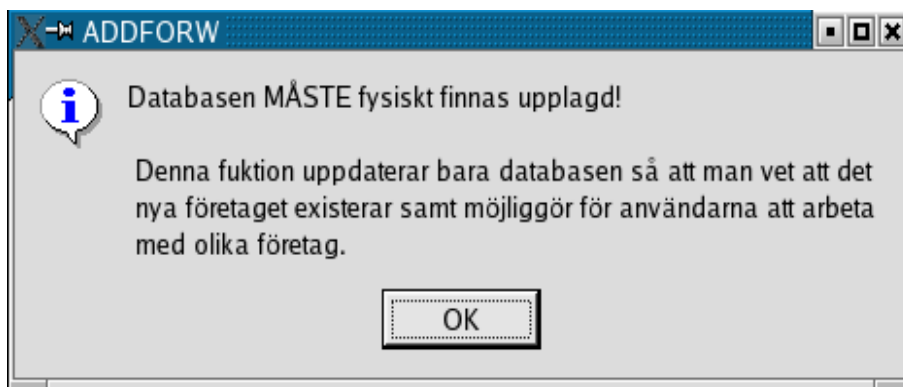 ADDFORW
Databasen MÅSTE fysiskt finnas upplagd!
Denna fuktion uppdaterar bara databasen så att man vet att det
nya företaget existerar samt möjliggör för användarna att arbeta
med olika företag.
OK